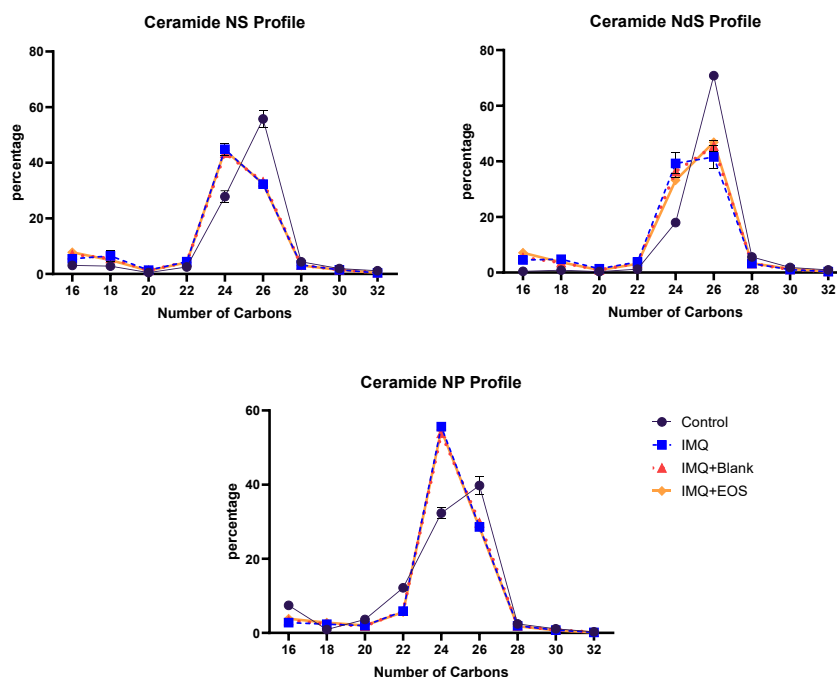 Ceramide NS Profile
80
60
40
20
0
percentage
16 18 20 22 24 26 28 30 32
Number of Carbons
Ceramide NdS Profile
80
60
40
20
0
percentage
16 18 20 22 24 26 28 30 32
Number of Carbons
Ceramide NP Profile
60
40
20
0
percentage
16 18 20 22 24 26 28 30 32
Number of Carbons
Control
IMQ
IMQ+Blank
IMQ+EOS